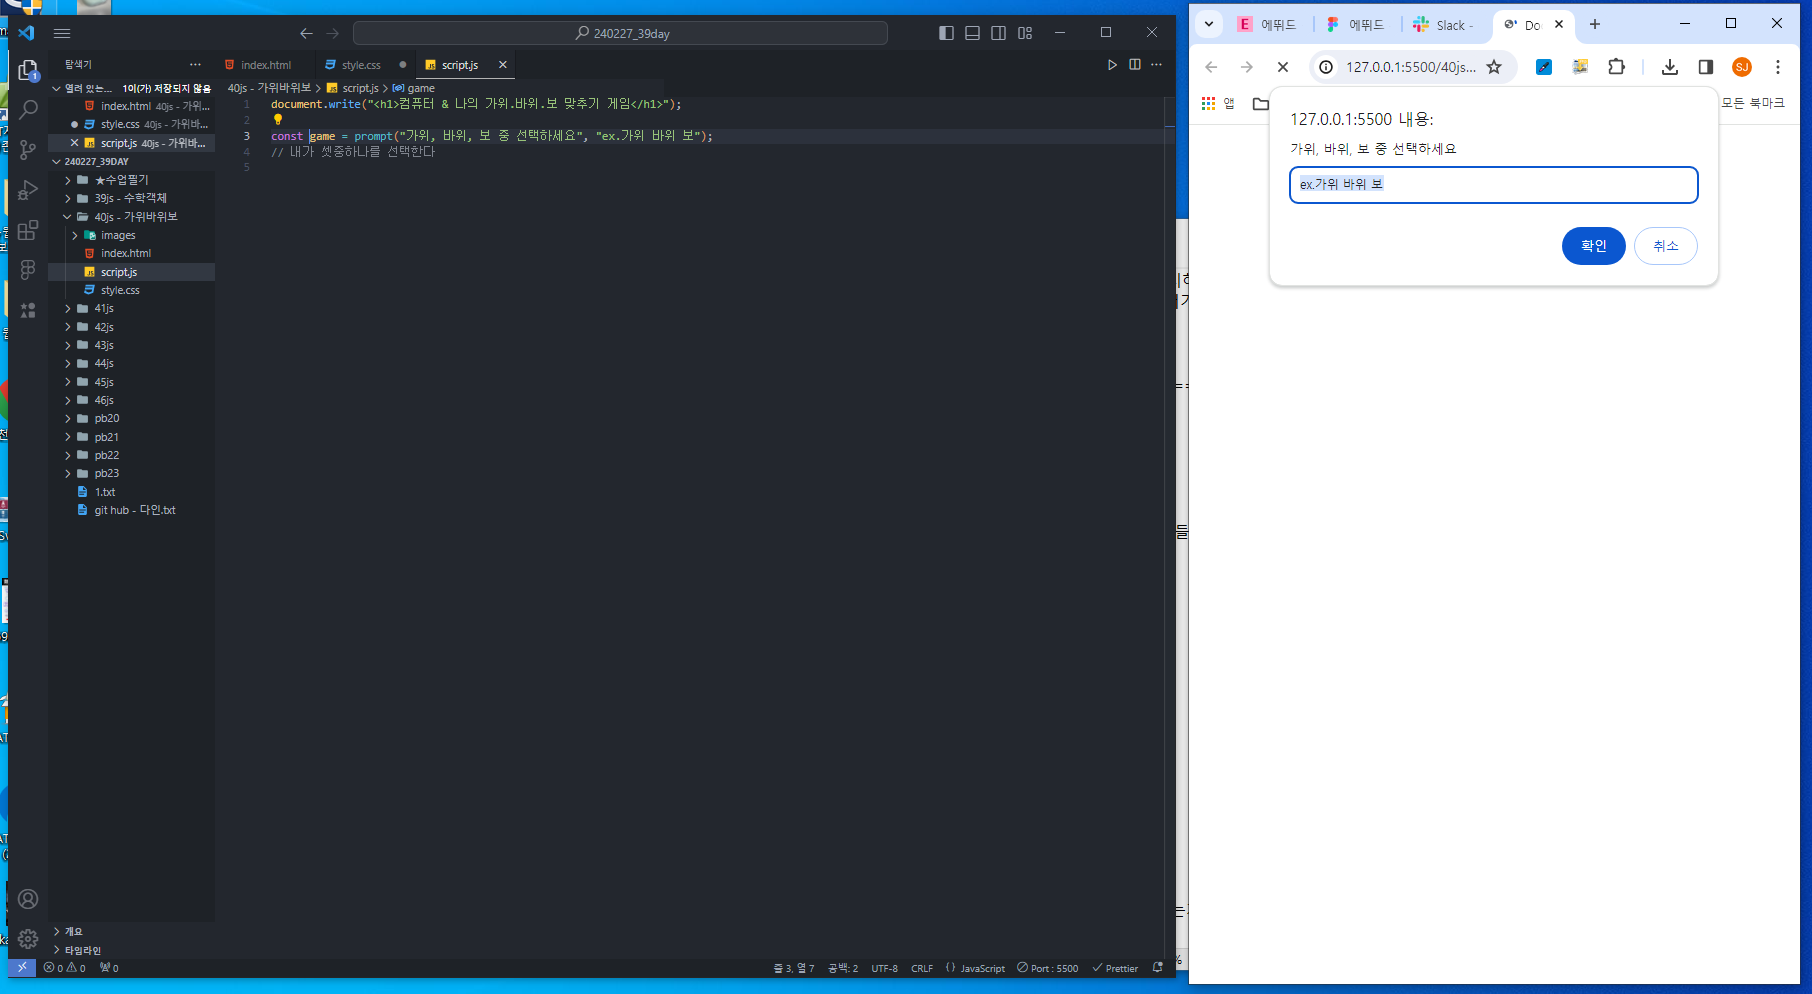 240227_39day
탐색기
index.html
style.css
script.js
열려 있는... 1이(가) 저장되지 않음
index.html 40js - 가위...
style.css 40js - 가위바...
script.js 40js - 가위바...
240227_39DAY
★수업필기
39js - 수학객체
40js - 가위바위보
images
index.html
script.js
style.css
41js
42js
43js
44js
45js
46js
pb20
pb21
pb22
pb23
1.txt
git hub - 다인.txt
개요
타임라인
40js - 가위바위보 > script.js > game
1 document.write("<h1>컴퓨터 & 나의 가위.바위.보 맞추기 게임</h1>");
2
3 const game = prompt("가위, 바위, 보 중 선택하세요", "ex.가위 바위 보");
4 // 내가 셋중하나를 선택한다
5
0 0 0
줄 3, 열 7 공백: 2 UTF-8 CRLF JavaScript Port : 5500 Prettier
에뛰드
에뛰드
Slack -
Do
127.0.0.1:5500/40js...
SJ
앱
모든 북마크
127.0.0.1:5500 내용:
가위, 바위, 보 중 선택하세요
ex.가위 바위 보
확인 취소